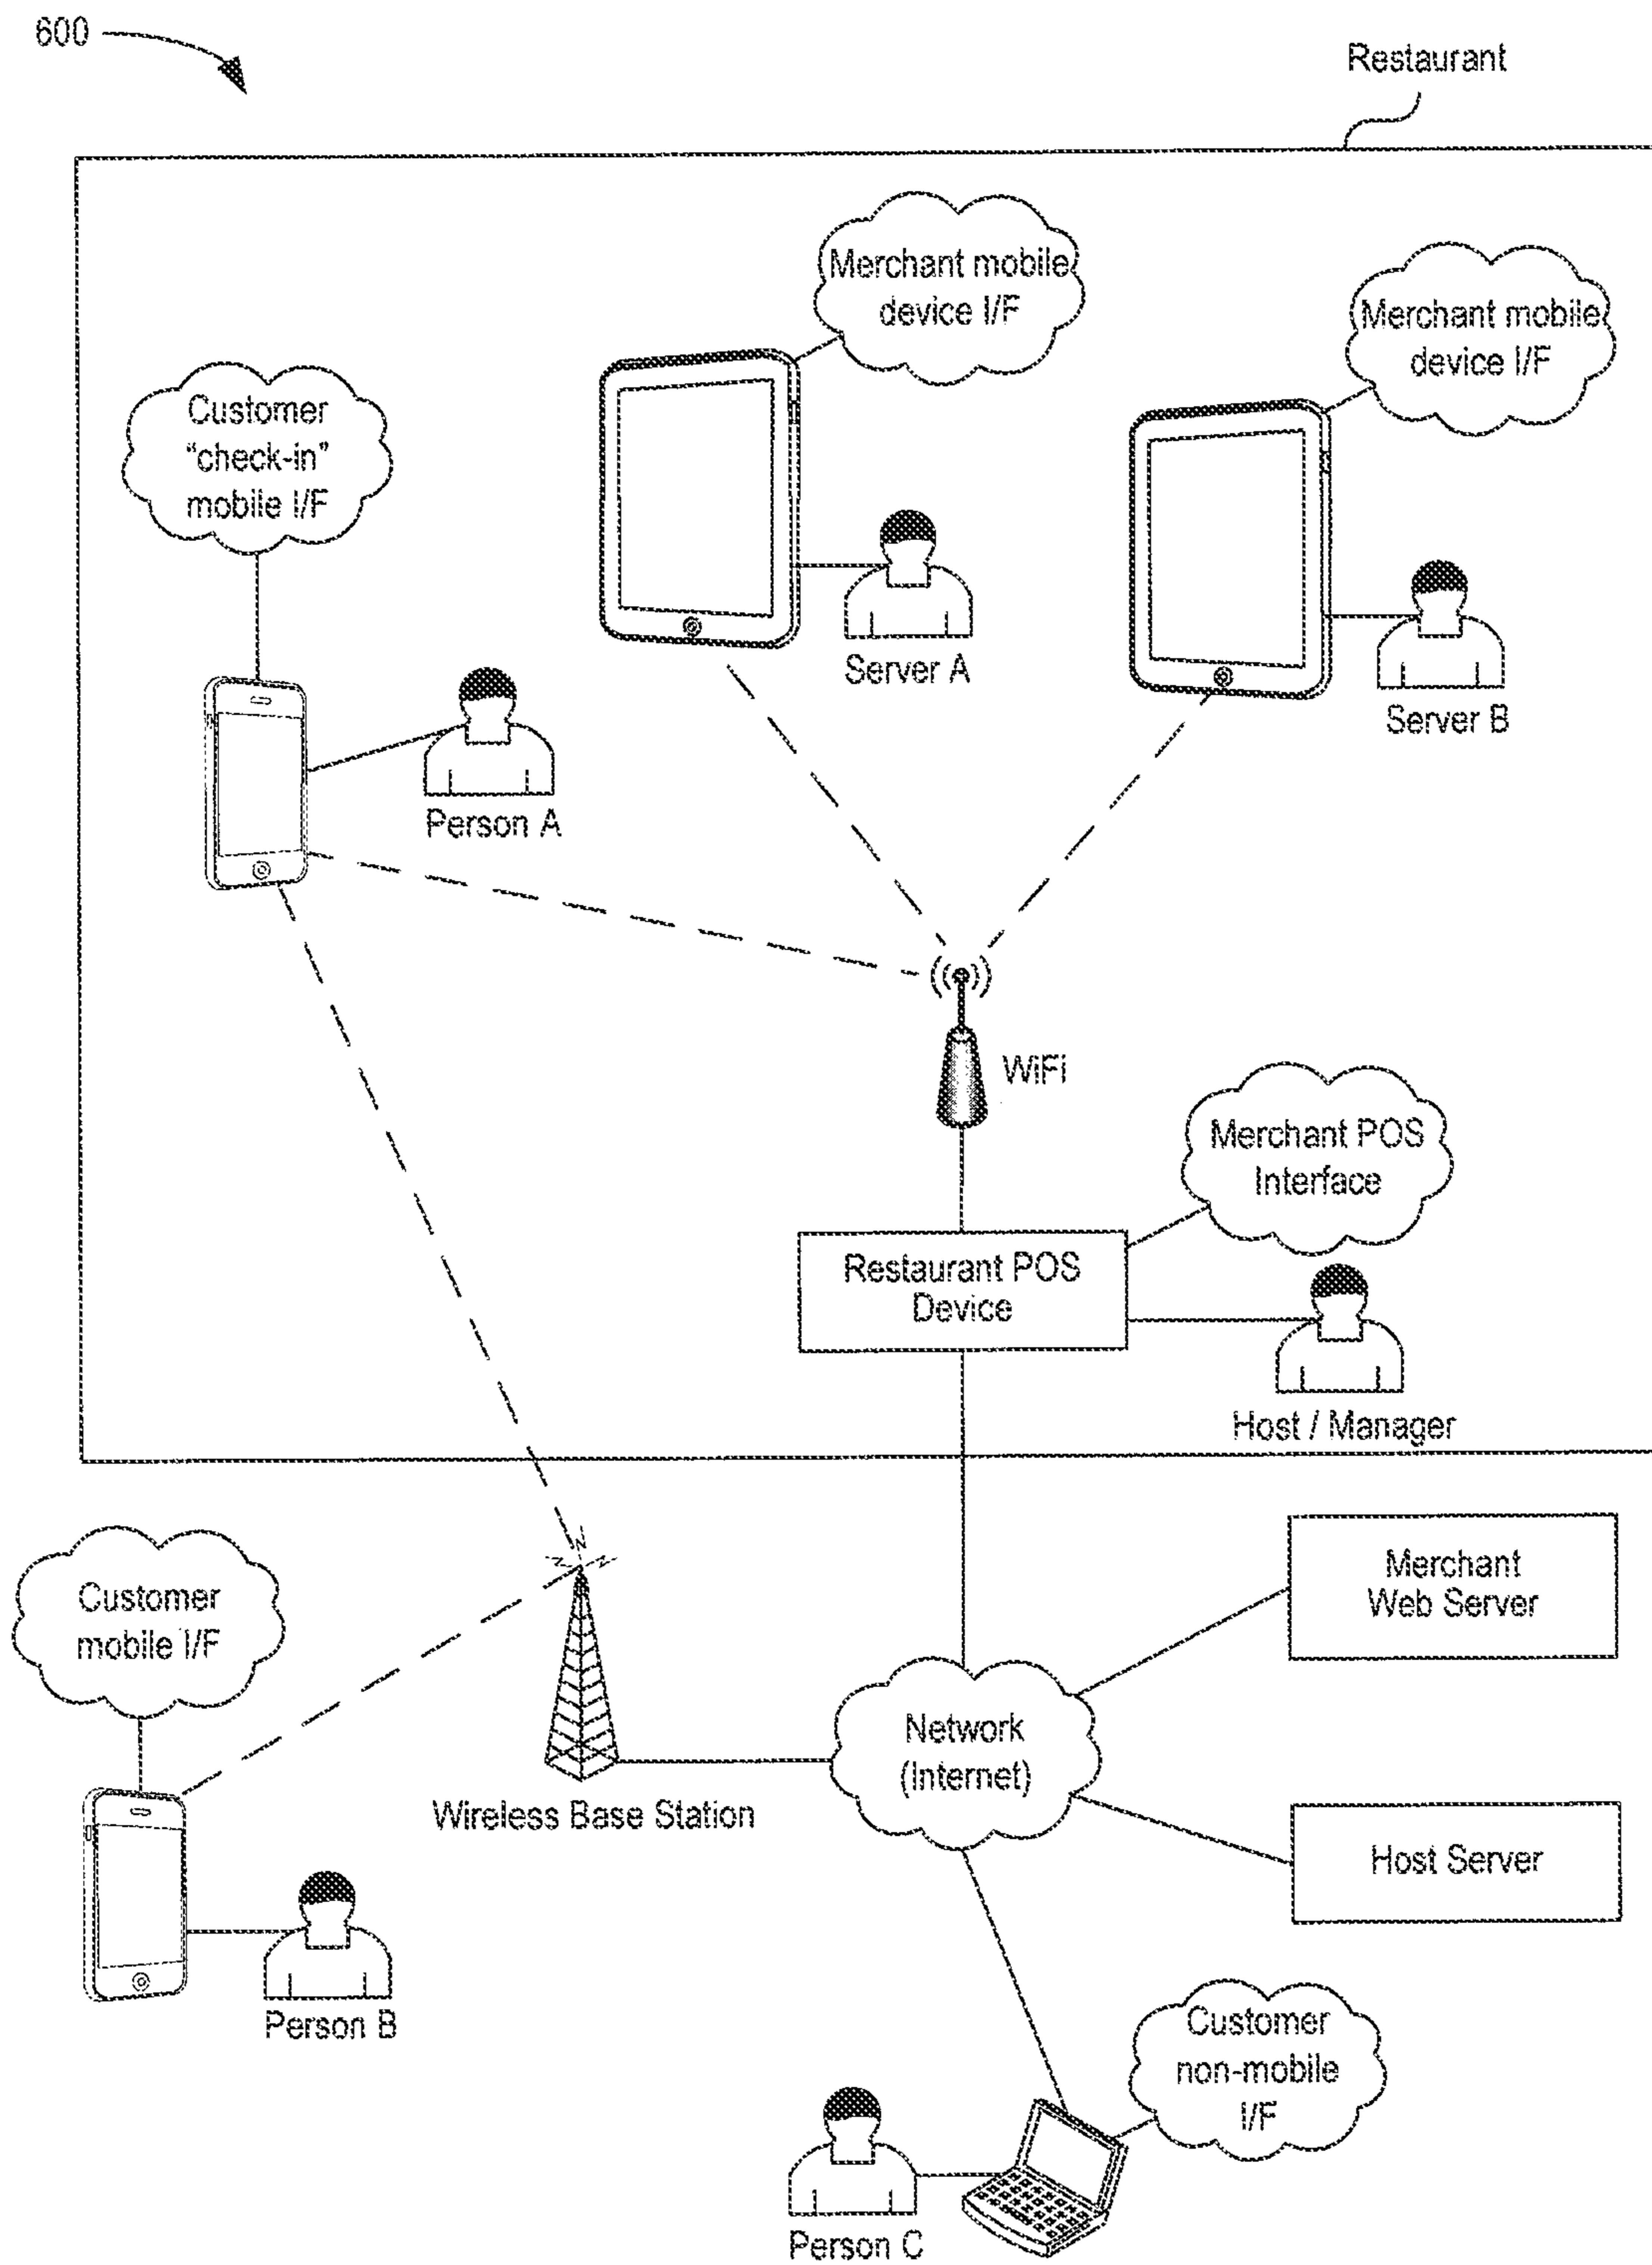 600
Restaurant
Merchant mobile
device I/F
Merchant mobile
device I/F
Customer
“check-in”
mobile I/F
Server A
Server B
Person A
WiFi
Merchant POS
Interface
Restaurant POS
Device
Host / Manager
Merchant
Web Server
Customer
mobile I/F
Network
(Internet)
Wireless Base Station
Host Server
Person B
Customer
non-mobile
I/F
Person C